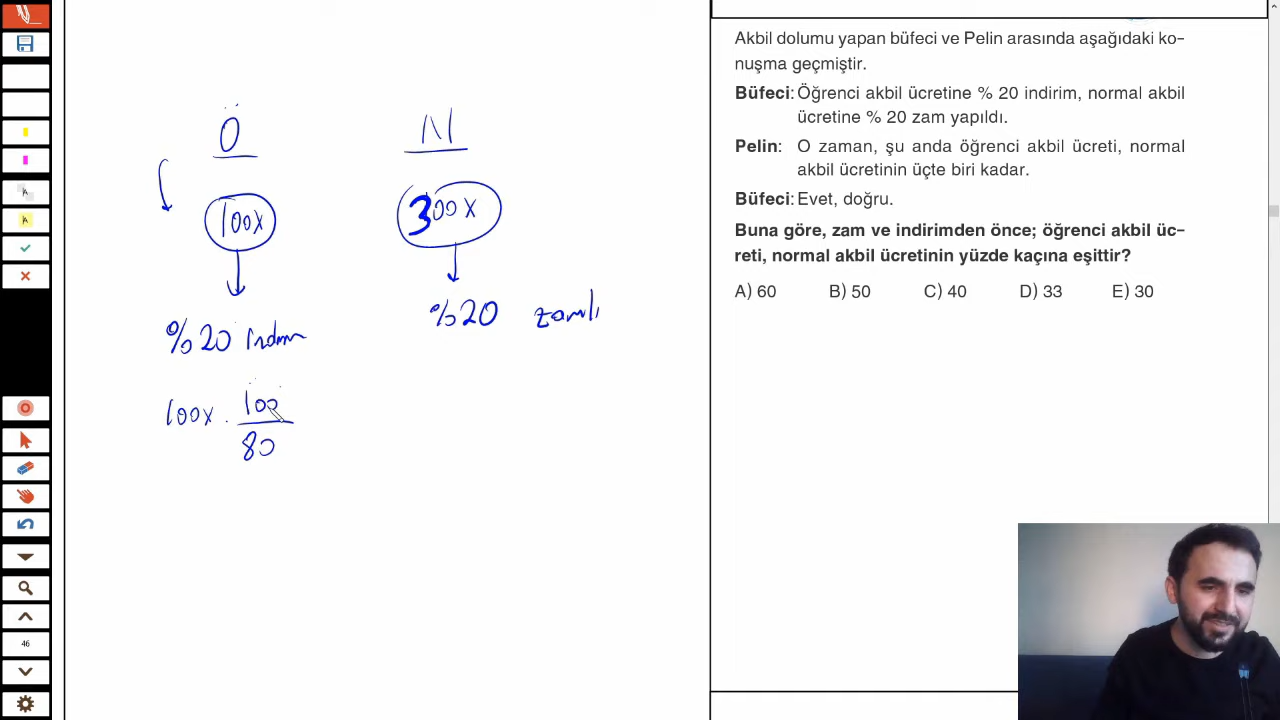 Ö
N
100x
300x
%20 indirim
%20 zamlı
100x . 100
80
Akbil dolumu yapan büfeci ve Pelin arasında aşağıdaki ko-
nuşma geçmiştir.
Büfeci: Öğrenci akbil ücretine % 20 indirim, normal akbil
ücretine % 20 zam yapıldı.
Pelin: O zaman, şu anda öğrenci akbil ücreti, normal
akbil ücretinin üçte biri kadar.
Büfeci: Evet, doğru.
Buna göre, zam ve indirimden önce; öğrenci akbil üc-
reti, normal akbil ücretinin yüzde kaçına eşittir?
A) 60 B) 50 C) 40 D) 33 E) 30
A
A
46